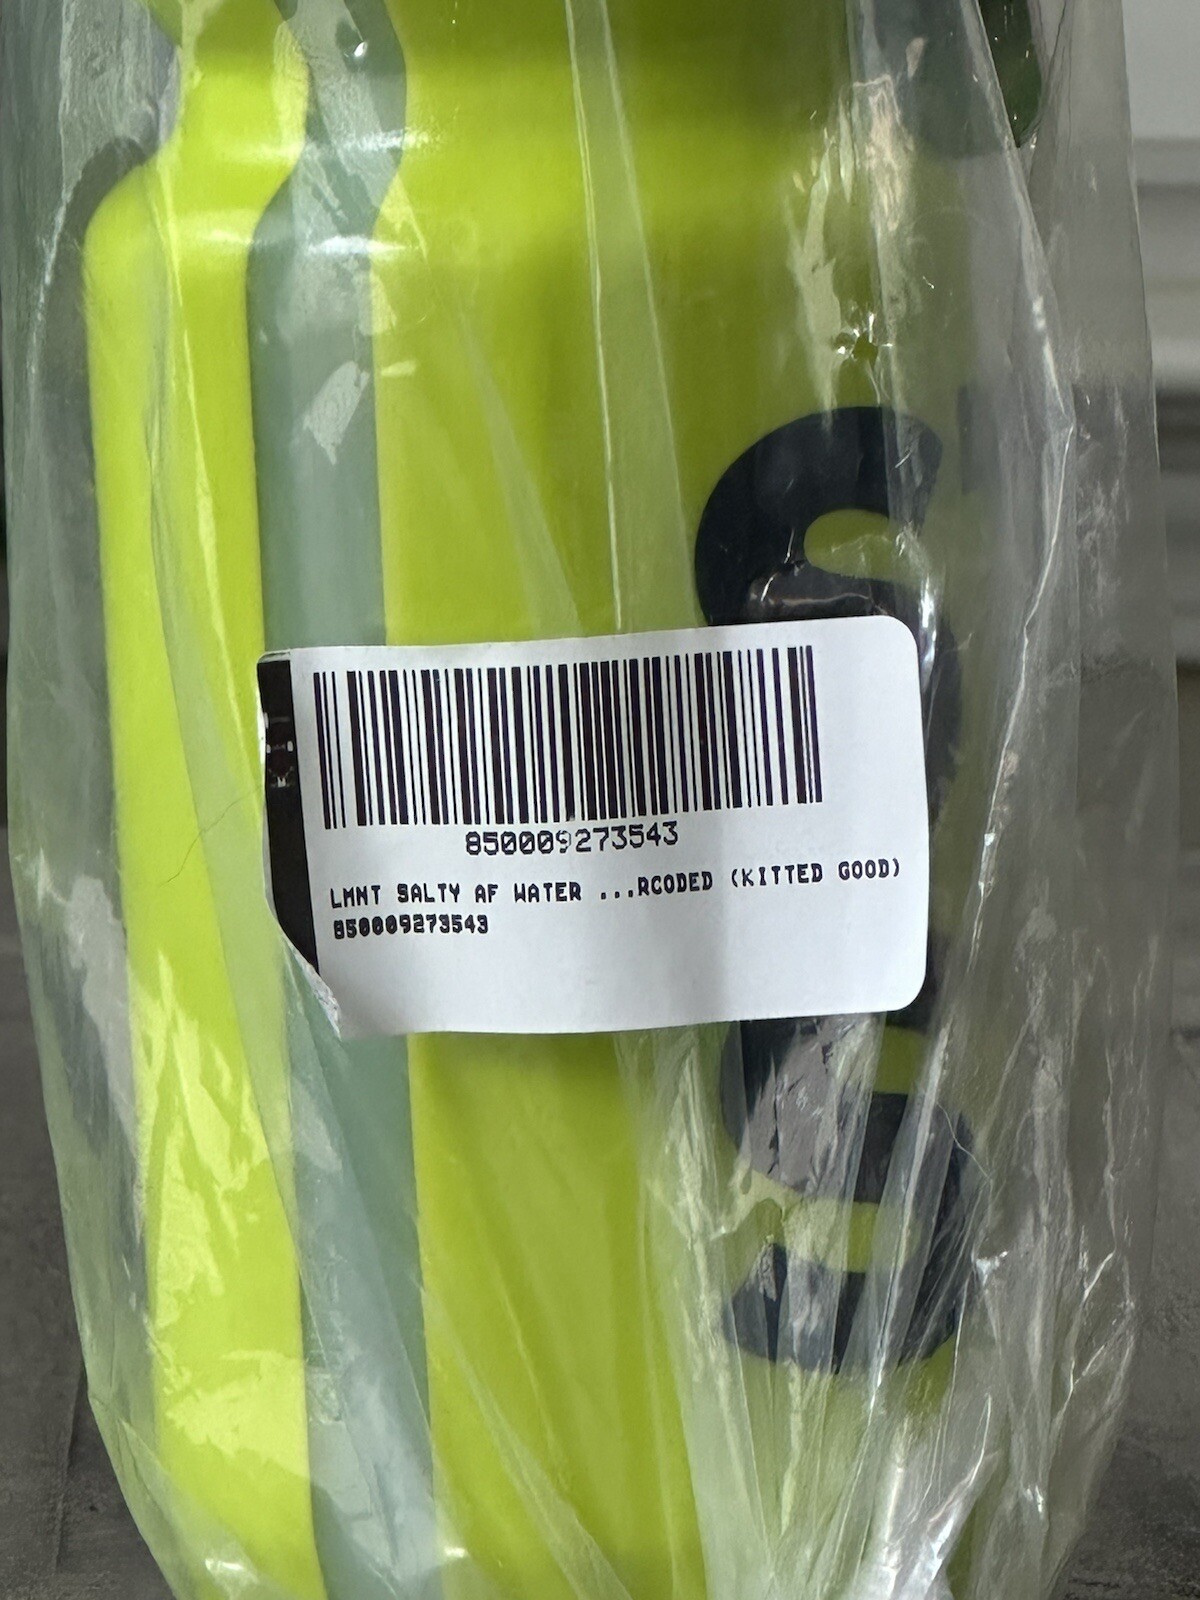 850009273543
LMNT SALTY AF WATER ...RCODED (KITTED GOOD)
850009273543